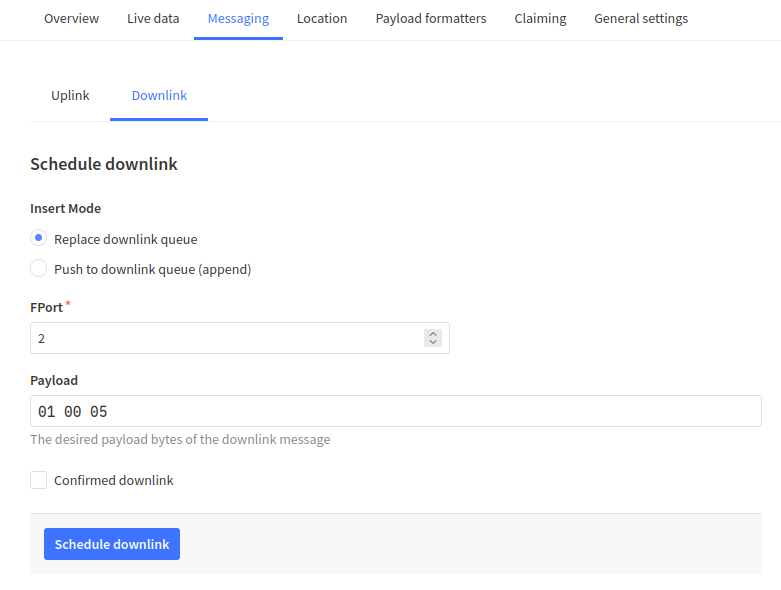 Overview Live data Messaging Location Payload formatters Claiming General settings
Uplink Downlink
Schedule downlink
Insert Mode
Replace downlink queue
Push to downlink queue (append)
FPort *
2
Payload
01 00 05
The desired payload bytes of the downlink message
Confirmed downlink
Schedule downlink